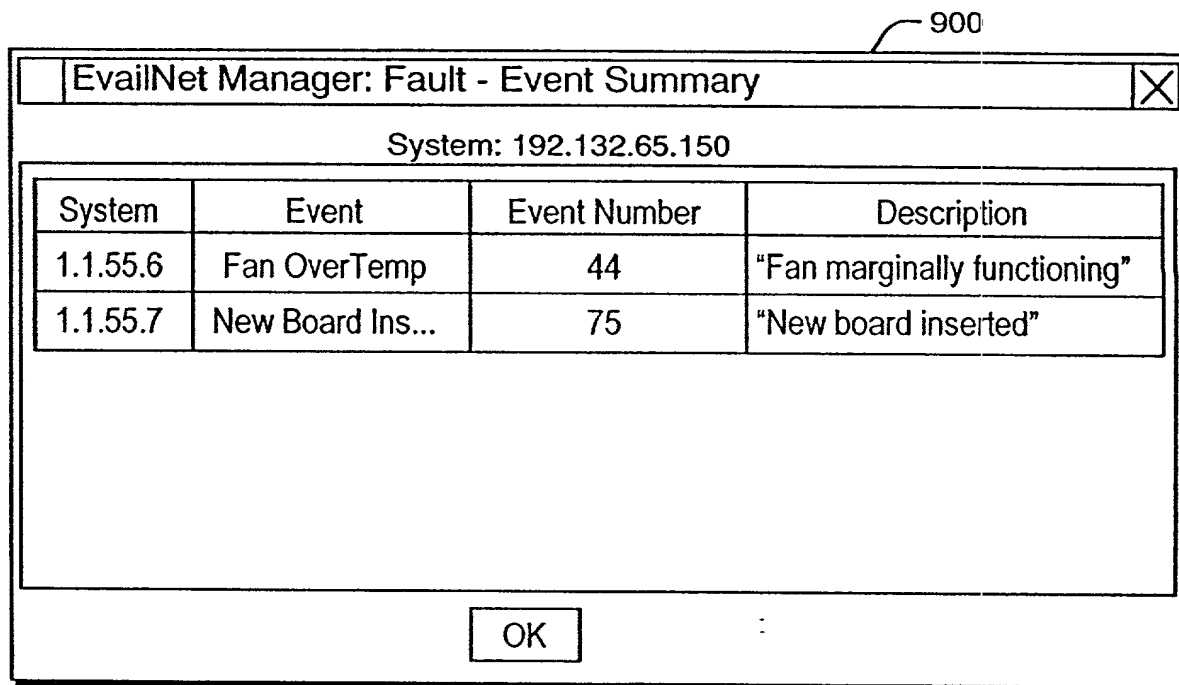 900
EvailNet Manager: Fault - Event Summary
System: 192.132.65.150
System Event Event Number Description
1.1.55.6 Fan OverTemp 44 “Fan marginally functioning”
1.1.55.7 New Board Ins... 75 “New board inserted”
OK